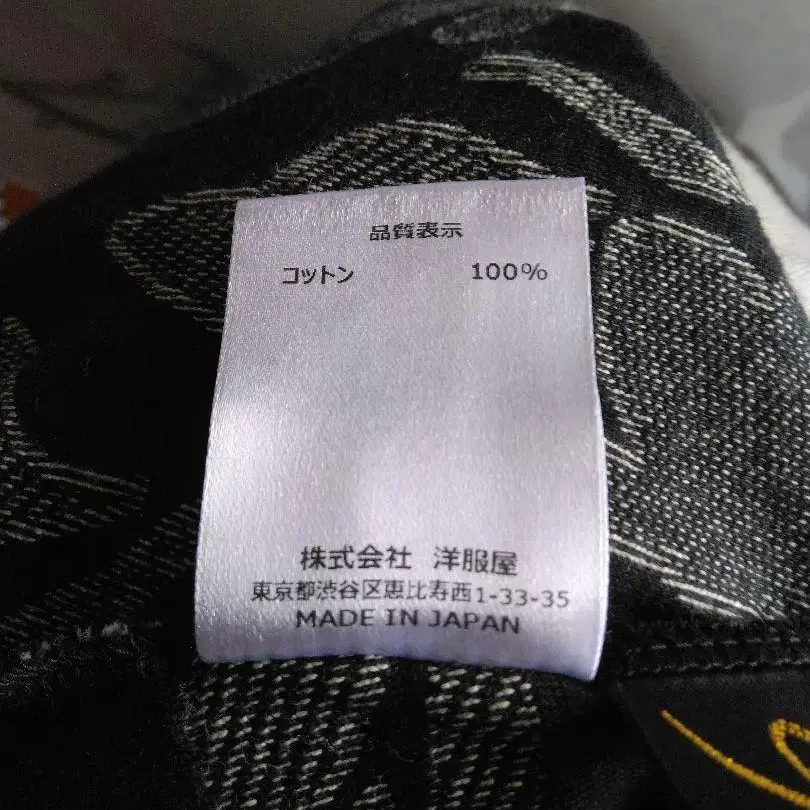 品質表示
コットン 100%
株式会社 洋服屋
東京都渋谷区恵比寿西1-33-35
MADE IN JAPAN